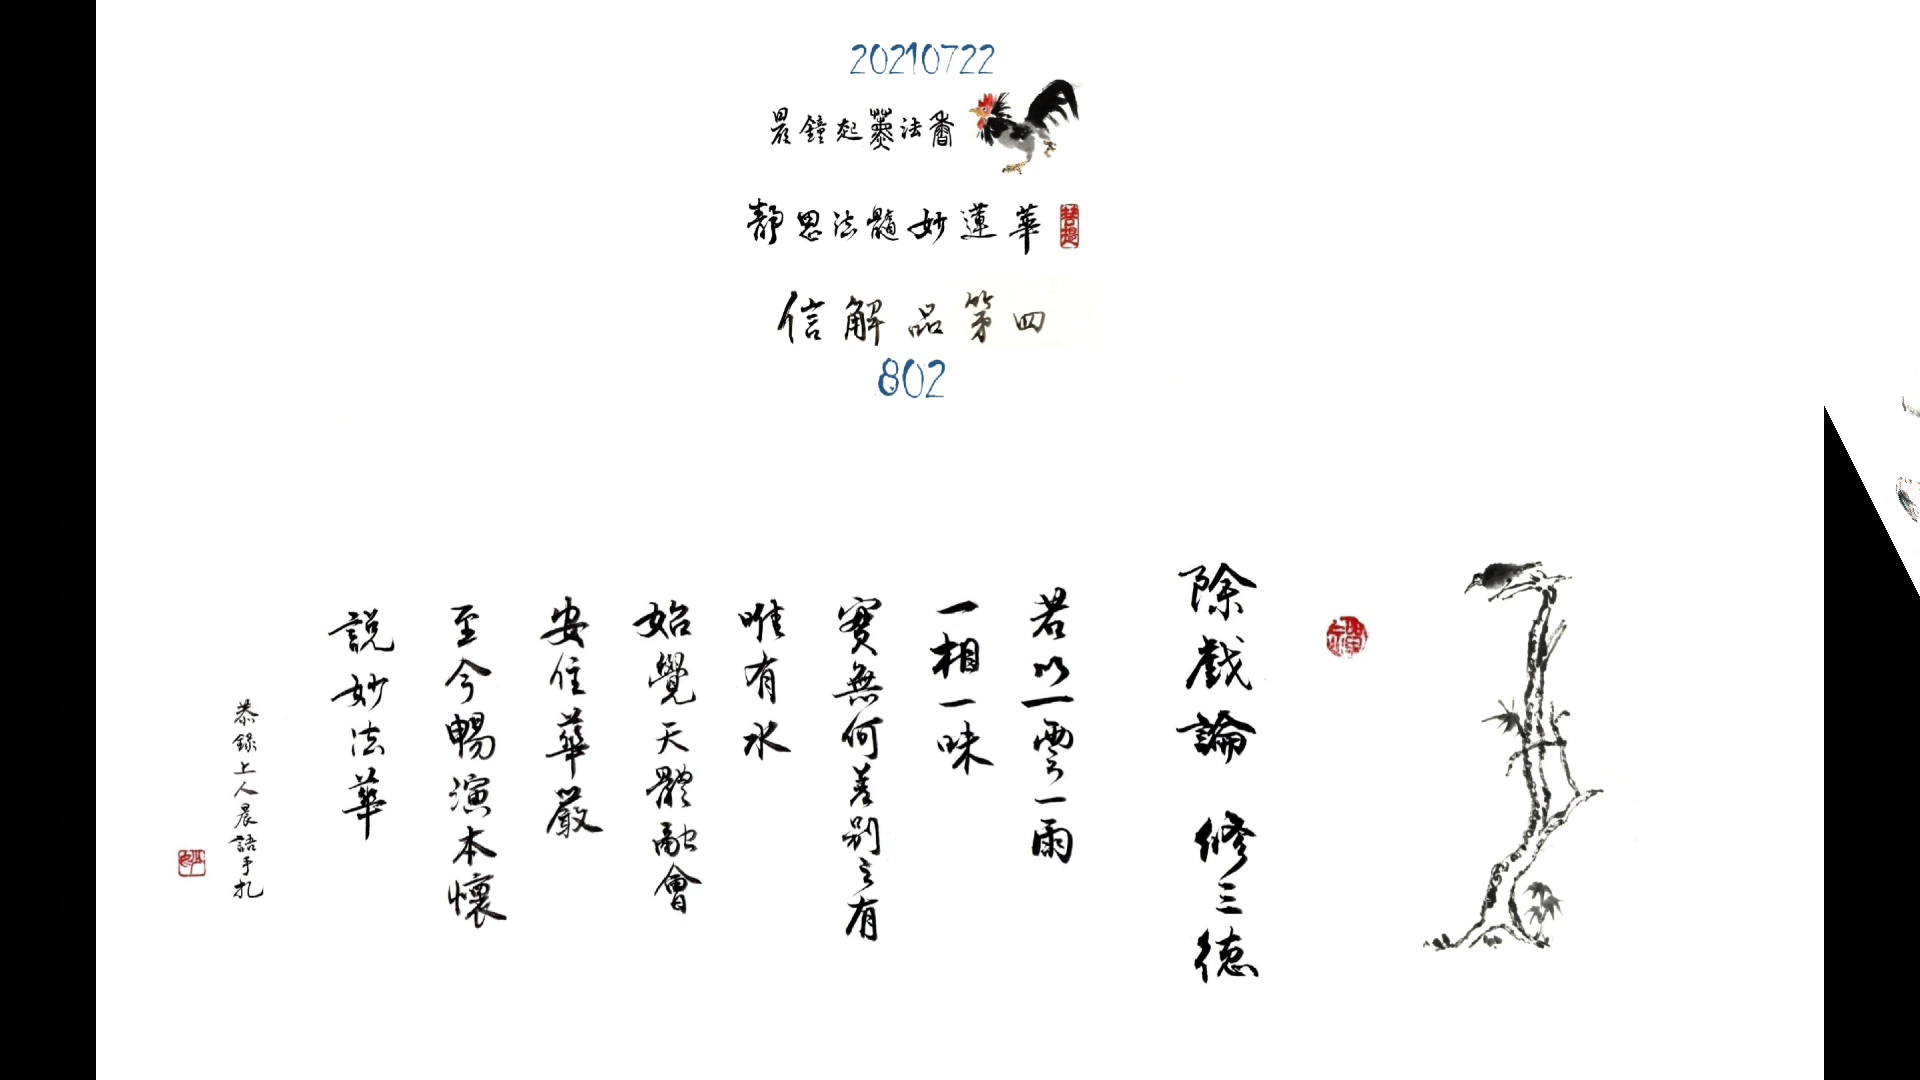 20210722
晨鐘起薰法香
靜思法髓妙蓮華
信解品第四
802
除戲論 修三德
若以一雲一雨
一相一味
實無何差別之有
唯有水
始覺天體融會
安住華嚴
至今暢演本懷
說妙法華
恭錄上人晨語手扎